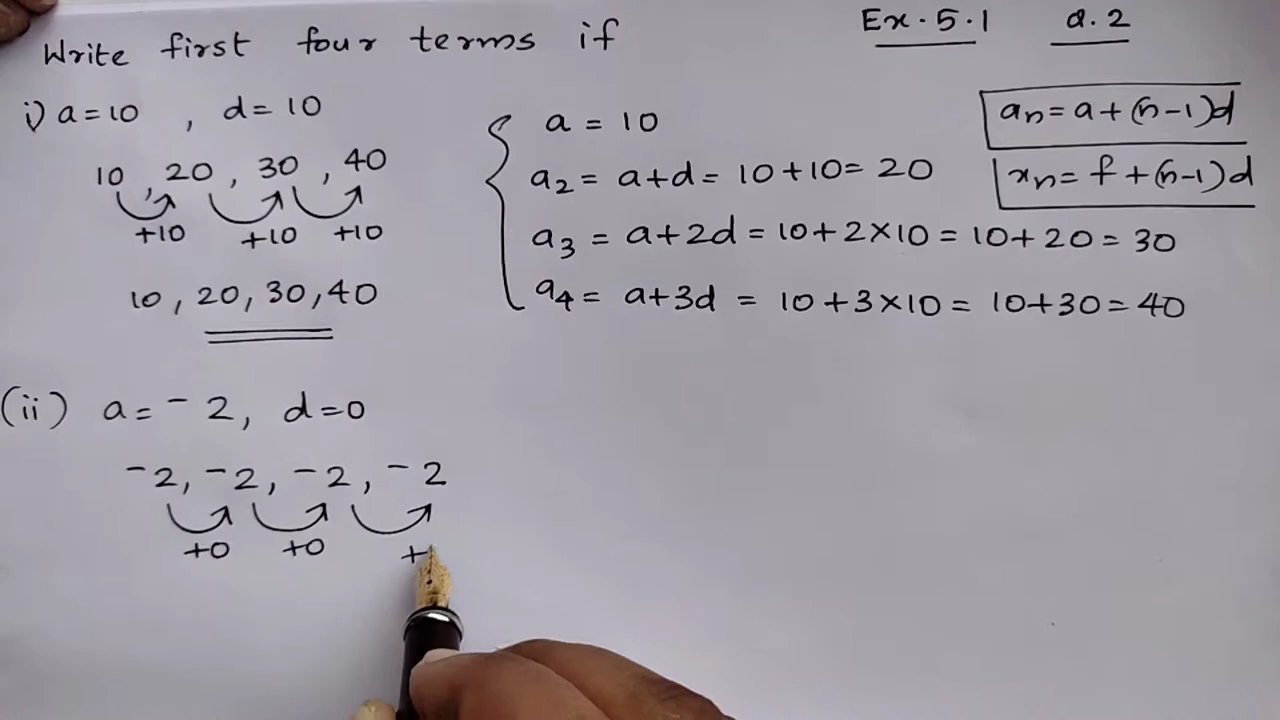 Write first four terms if
Ex. 5.1 Q.2
i) a = 10 , d = 10
10, 20, 30, 40
+10 +10 +10
10, 20, 30, 40
a = 10
a2 = a+d = 10+10 = 20
a3 = a+2d = 10+2×10 = 10+20 = 30
a4 = a+3d = 10+3×10 = 10+30 = 40
an = a+(n-1)d
xn = f+(n-1)d
(ii) a = -2, d = 0
-2, -2, -2, -2
+0 +0 +